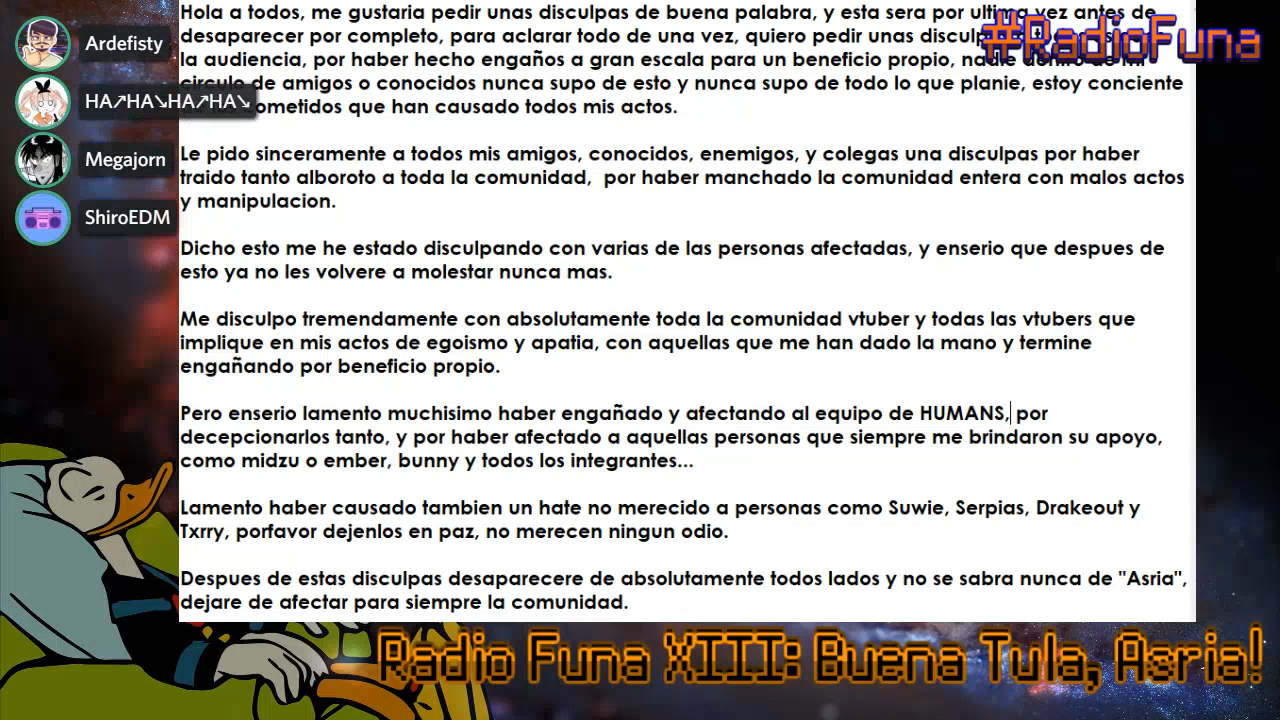 Hola a todos, me gustaria pedir unas disculpas de buena palabra, y esta sera por ultima vez antes de
desaparecer por completo, para aclarar todo de una vez, quiero pedir unas
#RadioFuna
la audiencia, por haber hecho engaños a gran escala para un beneficio propio,
circulo de amigos o conocidos nunca supo de esto y nunca supo de todo lo que planie, estoy conciente
que han causado todos mis actos.
Le pido sinceramente a todos mis amigos, conocidos, enemigos, y colegas una disculpas por haber
traido tanto alboroto a toda la comunidad, por haber manchado la comunidad entera con malos actos
y manipulacion.
Dicho esto me he estado disculpando con varias de las personas afectadas, y enserio que despues de
esto ya no les volvere a molestar nunca mas.
Me disculpo tremendamente con absolutamente toda la comunidad vtuber y todas las vtubers que
implique en mis actos de egoismo y apatia, con aquellas que me han dado la mano y termine
engañando por beneficio propio.
Pero enserio lamento muchisimo haber engañado y afectando al equipo de HUMANS, por
decepcionarlos tanto, y por haber afectado a aquellas personas que siempre me brindaron su apoyo,
como midzu o ember, bunny y todos los integrantes...
Lamento haber causado tambien un hate no merecido a personas como Suwie, Serpias, Drakeout y
Txrry, porfavor dejenlos en paz, no merecen ningun odio.
Despues de estas disculpas desaparecere de absolutamente todos lados y no se sabra nunca de "Asria",
dejare de afectar para siempre la comunidad.
Ardefisty
HA↗HA↘HA↗HA↘
Megajorn
ShiroEDM
Radio Funa XIII: Buena Tula, Asria!